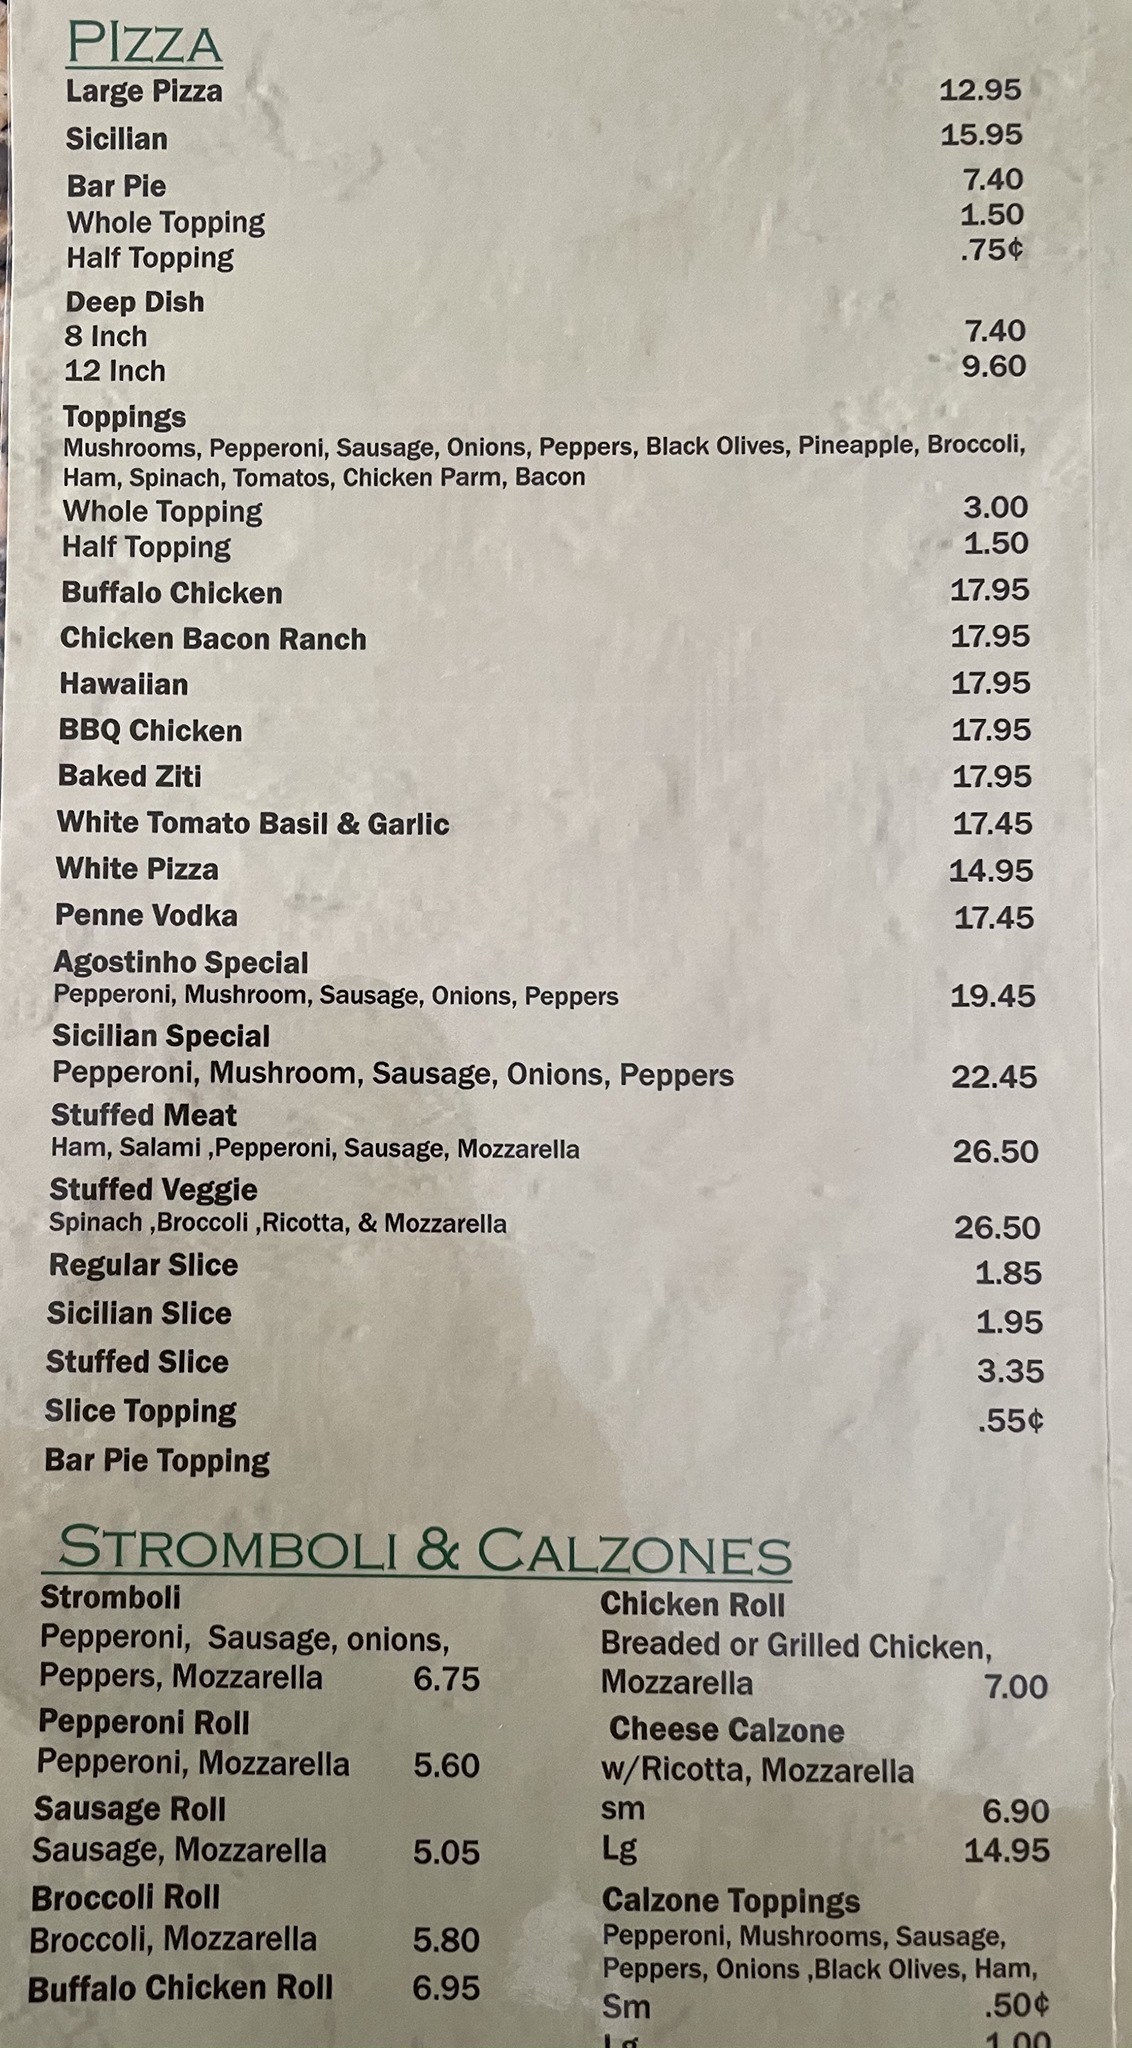 PIZZA
Large Pizza 12.95
Sicilian 15.95
Bar Pie 7.40
Whole Topping 1.50
Half Topping .75¢
Deep Dish
8 Inch 7.40
12 Inch 9.60
Toppings
Mushrooms, Pepperoni, Sausage, Onions, Peppers, Black Olives, Pineapple, Broccoli,
Ham, Spinach, Tomatos, Chicken Parm, Bacon
Whole Topping 3.00
Half Topping 1.50
Buffalo Chicken 17.95
Chicken Bacon Ranch 17.95
Hawaiian 17.95
BBQ Chicken 17.95
Baked Ziti 17.95
White Tomato Basil & Garlic 17.45
White Pizza 14.95
Penne Vodka 17.45
Agostinho Special
Pepperoni, Mushroom, Sausage, Onions, Peppers 19.45
Sicilian Special
Pepperoni, Mushroom, Sausage, Onions, Peppers 22.45
Stuffed Meat
Ham, Salami ,Pepperoni, Sausage, Mozzarella 26.50
Stuffed Veggie
Spinach ,Broccoli ,Ricotta, & Mozzarella 26.50
Regular Slice 1.85
Sicilian Slice 1.95
Stuffed Slice 3.35
Slice Topping .55¢
Bar Pie Topping
STROMBOLI & CALZONES
Stromboli
Pepperoni, Sausage, onions,
Peppers, Mozzarella 6.75
Pepperoni Roll
Pepperoni, Mozzarella 5.60
Sausage Roll
Sausage, Mozzarella 5.05
Broccoli Roll
Broccoli, Mozzarella 5.80
Buffalo Chicken Roll 6.95
Chicken Roll
Breaded or Grilled Chicken,
Mozzarella 7.00
Cheese Calzone
w/Ricotta, Mozzarella
sm 6.90
Lg 14.95
Calzone Toppings
Pepperoni, Mushrooms, Sausage,
Peppers, Onions ,Black Olives, Ham,
Sm .50¢
Lg 1.00